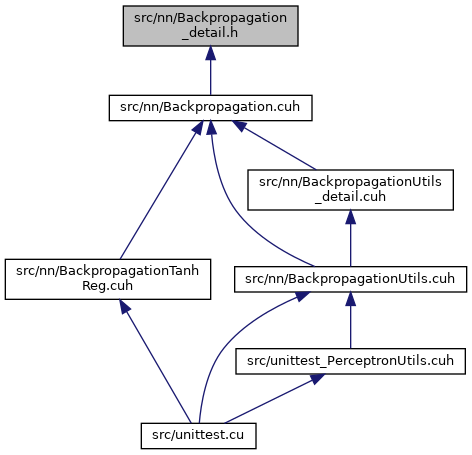 src/nn/Backpropagation
_detail.h
src/nn/Backpropagation.cuh
src/nn/BackpropagationUtils
_detail.cuh
src/nn/BackpropagationTanh
Reg.cuh
src/nn/BackpropagationUtils.cuh
src/unittest_PerceptronUtils.cuh
src/unittest.cu